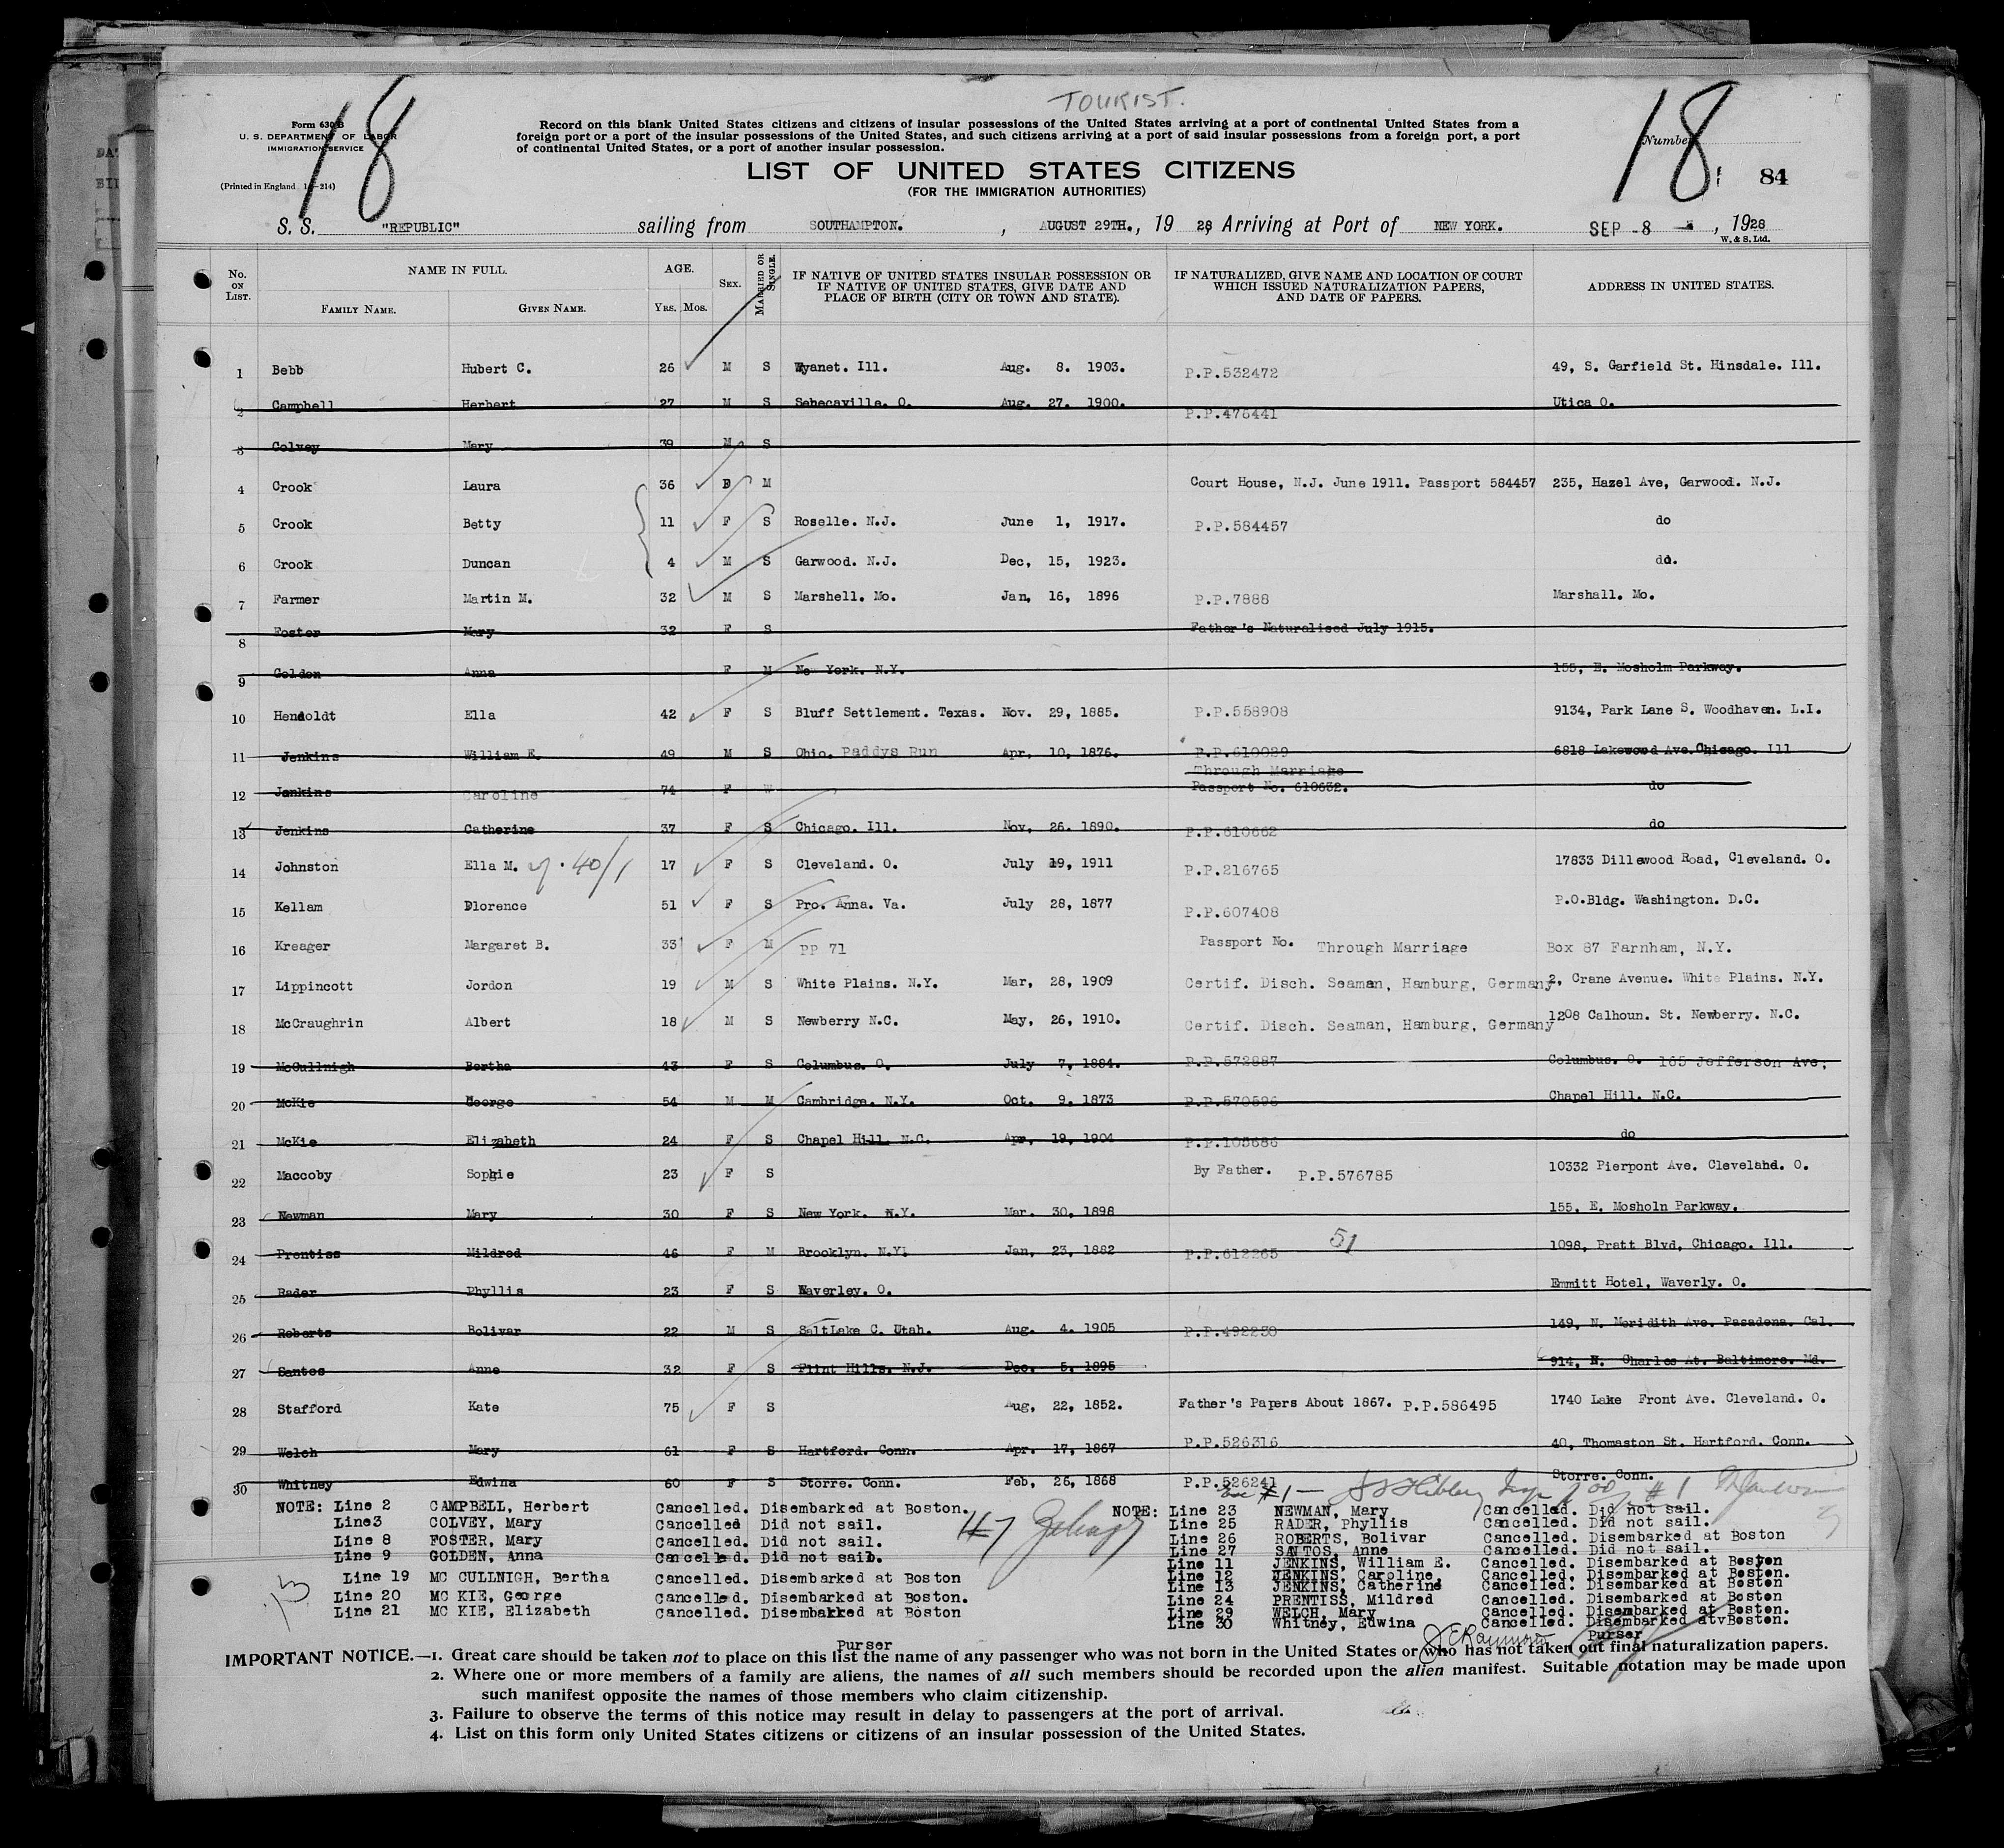 TOURIST.
18
18
Form 630 B
U. S. DEPARTMENT OF LABOR
IMMIGRATION SERVICE
(Printed in England 1 -214)
Record on this blank United States citizens and citizens of insular possessions of the United States arriving at a port of continental United States from a
foreign port or a port of the insular possessions of the United States, and such citizens arriving at a port of said insular possessions from a foreign port, a port
of continental United States, or a port of another insular possession.
Number
84
LIST OF UNITED STATES CITIZENS
(FOR THE IMMIGRATION AUTHORITIES)
S. S. "REPUBLIC" sailing from SOUTHAMPTON. , AUGUST 29TH., 19 28, Arriving at Port of NEW YORK. SEP -8 , 1928
W. & S. Ltd.
No. ON LIST. NAME IN FULL. AGE. SEX. MARRIED OR SINGLE. IF NATIVE OF UNITED STATES INSULAR POSSESSION OR IF NATIVE OF UNITED STATES, GIVE DATE AND PLACE OF BIRTH (CITY OR TOWN AND STATE). IF NATURALIZED, GIVE NAME AND LOCATION OF COURT WHICH ISSUED NATURALIZATION PAPERS, AND DATE OF PAPERS. ADDRESS IN UNITED STATES.
FAMILY NAME. GIVEN NAME. YRS. MOS.
1 Bebb Hubert C. 26 M S Wyanet. Ill. Aug. 8. 1903. P.P.532472 49, S. Garfield St. Hinsdale. Ill.
2 Campbell Herbert 27 M S Senecaville. O. Aug. 27. 1900. P.P.476441 Utica O.
3 Colvey Mary 39 M S
4 Crook Laura 36 F M Court House, N.J. June 1911. Passport 584457 235, Hazel Ave, Garwood. N.J.
5 Crook Betty 11 F S Roselle. N.J. June 1, 1917. P.P.584457 do
6 Crook Duncan 4 M S Garwood. N.J. Dec, 15, 1923. do.
7 Farmer Martin M. 32 M S Marshell. Mo. Jan, 16, 1896 P.P.7888 Marshall. Mo.
8 Foster Mary 32 F S Father's Naturalised July 1915.
9 Golden Anna F M New York. N.Y. 155, E. Mosholm Parkway.
10 Hendoldt Ella 42 F S Bluff Settlement. Texas. Nov. 29, 1885. P.P.558908 9134, Park Lane S. Woodhaven. L.I.
11 Jenkins William E. 49 M S Ohio. Paddys Run Apr, 10, 1876. P.P.610029 6818 Lakewood Ave.Chicago. Ill
Through Marriage
12 Jenkins Caroline 74 F W Passport No. 610632. do
13 Jenkins Catherine 37 F S Chicago. Ill. Nov, 26. 1890. P.P.610662 do
14 Johnston Ella M. 40/1 17 F S Cleveland. O. July 19, 1911 P.P.216765 17833 Dillewood Road, Cleveland. O.
15 Kellam Florence 51 F S Pro. Anna. Va. July 28, 1877 P.P.607408 P.O.Bldg. Washington. D.C.
16 Kreager Margaret B. 33 F M PP 71 Passport No. Through Marriage Box 87 Farnham, N.Y.
17 Lippincott Jordon 19 M S White Plains. N.Y. Mar, 28, 1909 Certif. Disch. Seaman, Hamburg, Germany 2, Crane Avenue. White Plains. N.Y.
18 McCraughrin Albert 18 M S Newberry N.C. May, 26, 1910. Certif. Disch. Seaman, Hamburg, Germany 1208 Calhoun. St. Newberry. N.C.
19 McCullnigh Bertha 43 F S Columbus. O. July 7, 1884. P.P.572887 Columbus. O. 165 Jefferson Ave,
20 McKie George 54 M M Cambridge. N.Y. Oct. 9. 1873 P.P.570596 Chapel Hill. N.C.
21 McKie Elizabeth 24 F S Chapel Hill. N.C. Apr, 19, 1904 P.P.105686 do
22 Maccoby Sophie 23 F S By Father. P.P.576785 10332 Pierpont Ave. Cleveland. O.
23 Newman Mary 30 F S New York. N.Y. Mar. 30, 1898 155, E. Mosholn Parkway.
24 Prentiss Mildred 46 F M Brooklyn. N.Y. Jan, 23, 1882 P.P.612265 51 1098, Pratt Blvd, Chicago. Ill.
25 Rader Phyllis 23 F S Waverley. O. Emmitt Hotel, Waverly. O.
26 Roberts Bolivar 22 M S SaltLake C. Utah. Aug. 4. 1905 P.P.492230 149, N. Meridith Ave. Pasadena. Cal.
27 Santos Anne 32 F S Flint Hills. N.J. Dec. 5. 1895 914, N. Charles At. Baltimore. Md.
28 Stafford Kate 75 F S Aug, 22, 1852. Father's Papers About 1867. P.P.586495 1740 Lake Front Ave. Cleveland. O.
29 Welch Mary 61 F S Hartford. Conn. Apr. 17, 1867 P.P.526316 40, Thomaston St. Hartford. Conn.
30 Whitney Edwina 60 F S Storre. Conn. Feb, 26, 1868 P.P.526241 Storre. Conn.
#1 # 1
NOTE: Line 2 CAMPBELL, Herbert Cancelled. Disembarked at Boston.
Line3 COLVEY, Mary Cancelled Did not sail.
Line 8 FOSTER, Mary Cancelled. Did not sail.
Line 9 GOLDEN, Anna Cancelled. Did not sail.
Line 19 MC CULLNIGH, Bertha Cancelled. Disembarked at Boston
Line 20 MC KIE, George Cancelled. Disembarked at Boston.
Line 21 MC KIE, Elizabeth Cancelled. Disembarked at Boston
Purser
13
NOTE: Line 23 NEWMAN, Mary Cancelled. Did not sail.
Line 25 RADER, Phyllis Cancelled. Did not sail.
Line 26 ROBERTS, Bolivar Cancelled. Disembarked at Boston
Line 27 SANTOS, Anne Cancelled. Did not sail.
Line 11 JENKINS, William E. Cancelled. Disembarked at Boston
Line 12 JENKINS, Caroline, Cancelled, Disembarked at Boston.
Line 13 JENKINS, Catherine Cancelled. Disembarked at Boston
Line 24 PRENTISS, Mildred Cancelled. Disembarked at Boston
Line 29 WELCH, Mary Cancelled. Disembarked at Boston.
Line 30 Whitney, Edwina Cancelled. Disembarked at Boston.
Purser
IMPORTANT NOTICE.—1. Great care should be taken not to place on this list the name of any passenger who was not born in the United States or who has not taken out final naturalization papers.
2. Where one or more members of a family are aliens, the names of all such members should be recorded upon the alien manifest. Suitable notation may be made upon
such manifest opposite the names of those members who claim citizenship.
3. Failure to observe the terms of this notice may result in delay to passengers at the port of arrival.
4. List on this form only United States citizens or citizens of an insular possession of the United States.